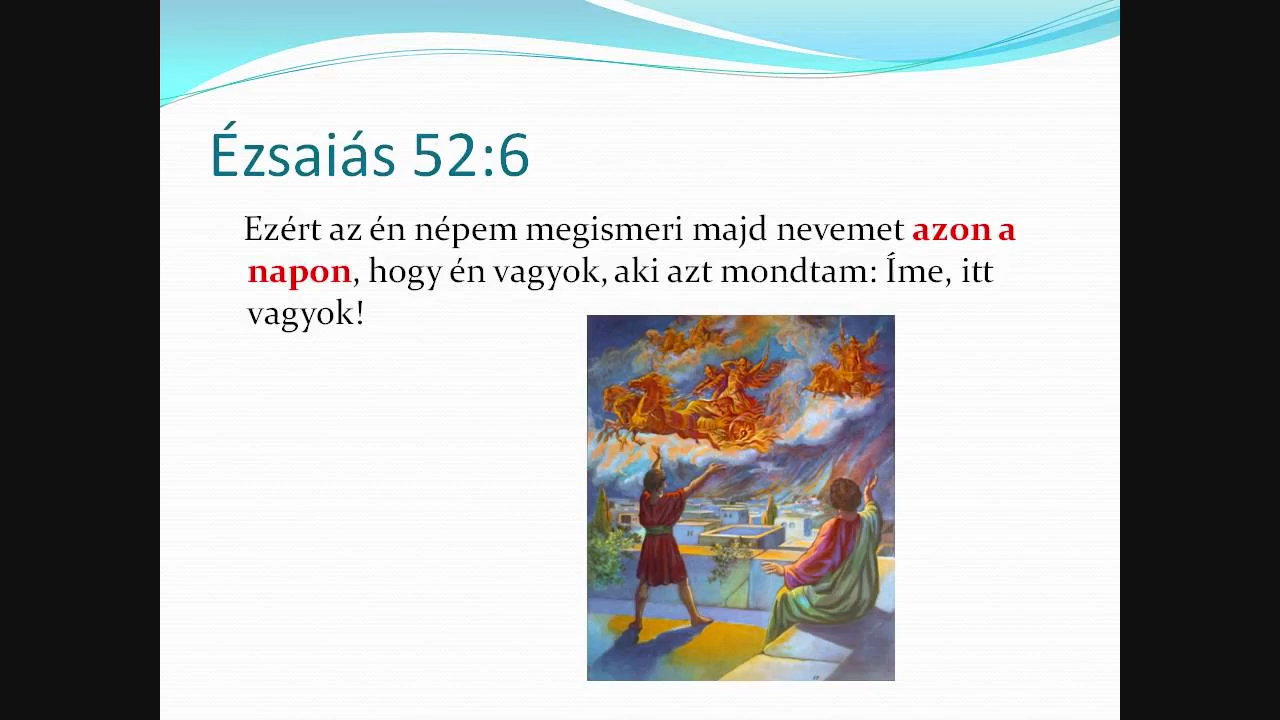 Ézsaiás 52:6
Ezért az én népem megismeri majd nevemet azon a
napon, hogy én vagyok, aki azt mondtam: Íme, itt
vagyok!